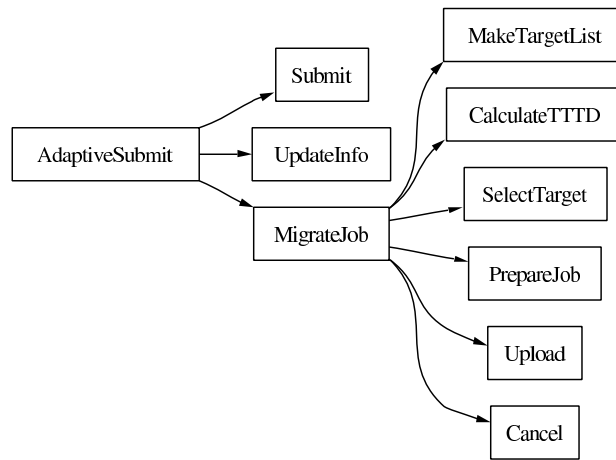 MakeTargetList
Submit
CalculateTTTD
AdaptiveSubmit
UpdateInfo
SelectTarget
MigrateJob
PrepareJob
Upload
Cancel